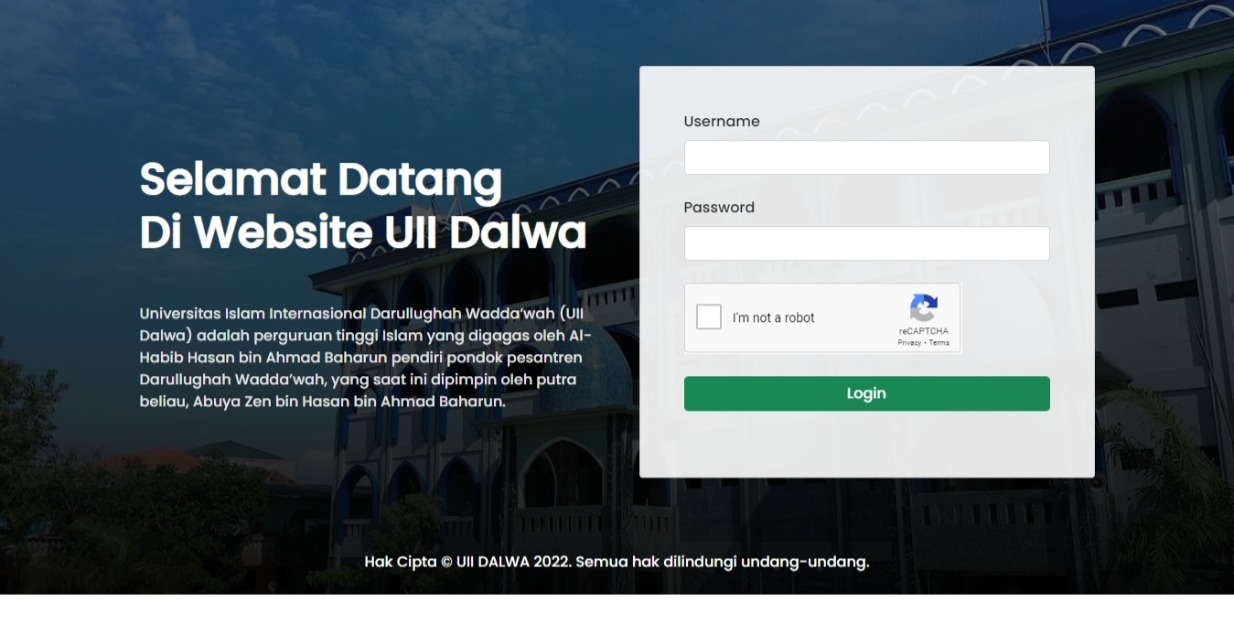 Selamat Datang
Di Website UII Dalwa
Universitas Islam Internasional Darullughah Wadda'wah (UII
Dalwa) adalah perguruan tinggi Islam yang digagas oleh Al-
Habib Hasan bin Ahmad Baharun pendiri pondok pesantren
Darullughah Wadda'wah, yang saat ini dipimpin oleh putra
beliau, Abuya Zen bin Hasan bin Ahmad Baharun.
Username
Password
I'm not a robot
reCAPTCHA
Privacy - Terms
Login
Hak Cipta © UII DALWA 2022. Semua hak dilindungi undang-undang.